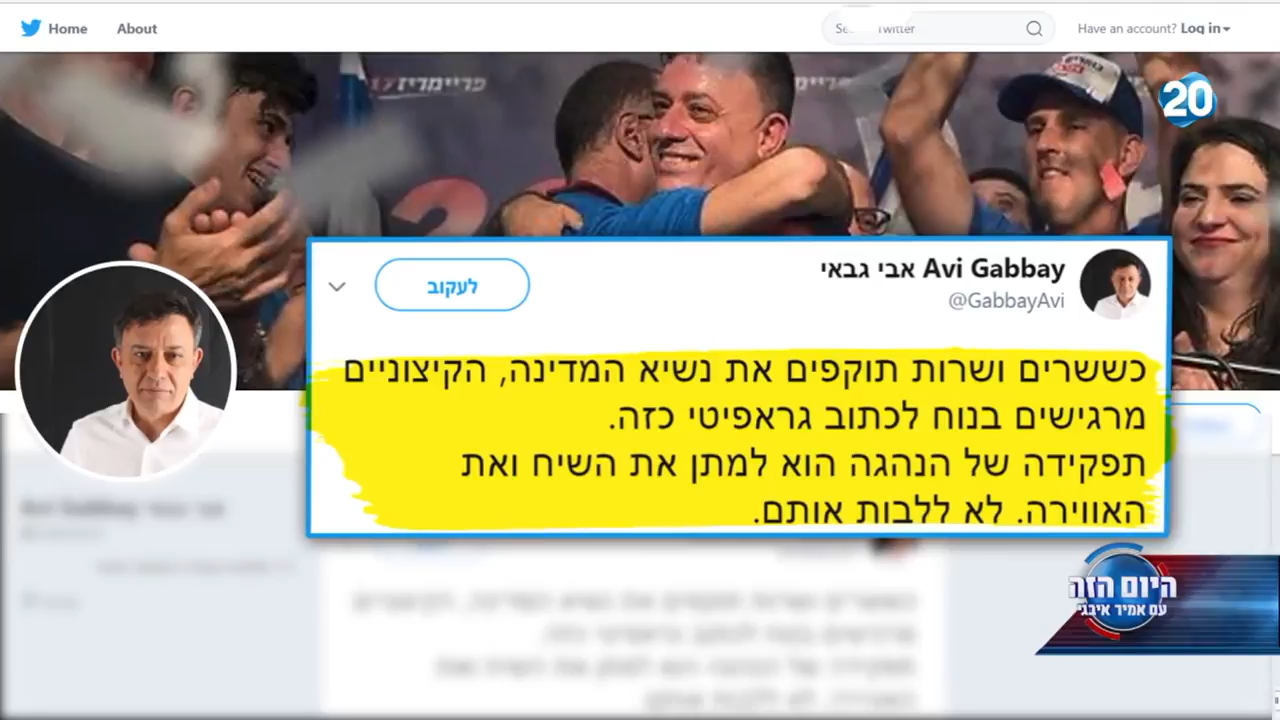 Home About
Twitter
Have an account? Log in
פריימריז17
20
Avi Gabbay אבי גבאי
@GabbayAvi
לעקוב
כששרים ושרות תוקפים את נשיא המדינה, הקיצוניים
מרגישים בנוח לכתוב גראפיטי כזה.
תפקידה של הנהגה הוא למתן את השיח ואת
האווירה. לא ללבות אותם.
היום הזה
עם אמיר איבגי